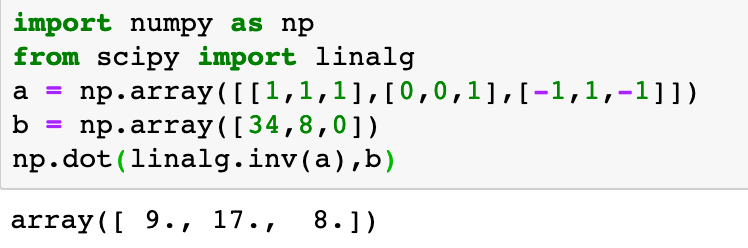 import numpy as np
from scipy import linalg
a = np.array([[1,1,1],[0,0,1],[-1,1,-1]])
b = np.array([34,8,0])
np.dot(linalg.inv(a),b)
array([ 9., 17.,  8.])